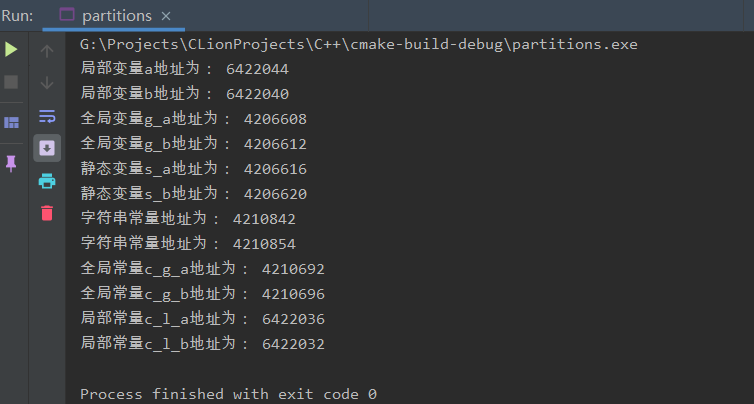 Run: partitions ×
G:\Projects\CLionProjects\C++\cmake-build-debug\partitions.exe
局部变量a地址为： 6422044
局部变量b地址为： 6422040
全局变量g_a地址为： 4206608
全局变量g_b地址为： 4206612
静态变量s_a地址为： 4206616
静态变量s_b地址为： 4206620
字符串常量地址为： 4210842
字符串常量地址为： 4210854
全局常量c_g_a地址为： 4210692
全局常量c_g_b地址为： 4210696
局部常量c_l_a地址为： 6422036
局部常量c_l_b地址为： 6422032
Process finished with exit code 0